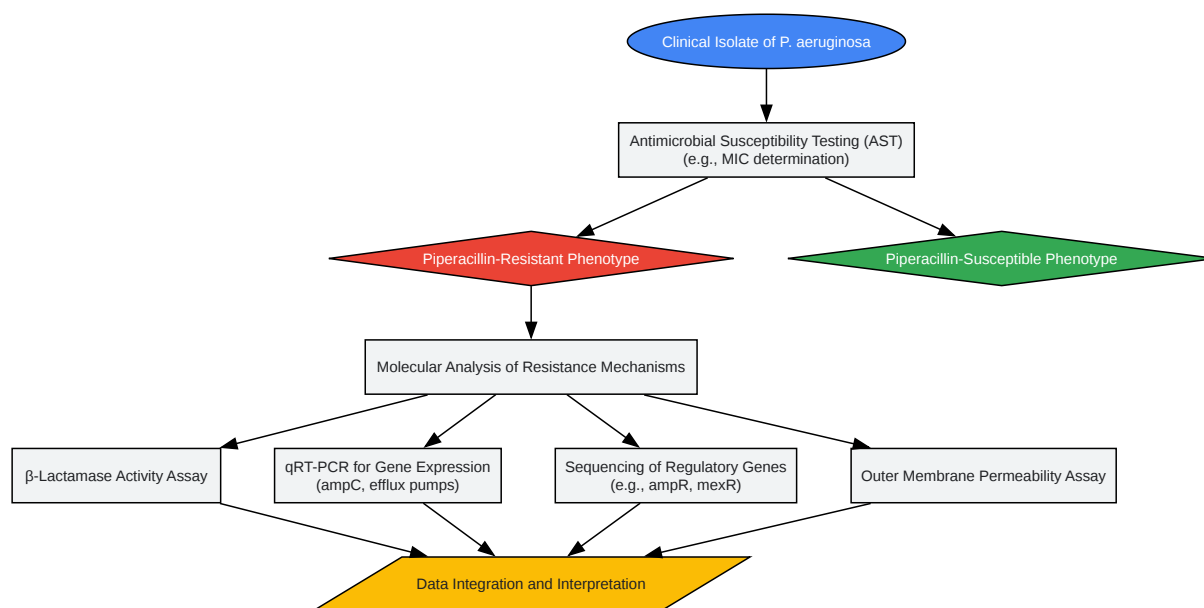 Clinical Isolate of P. aeruginosa
Antimicrobial Susceptibility Testing (AST)
(e.g., MIC determination)
Piperacillin-Resistant Phenotype
Piperacillin-Susceptible Phenotype
Molecular Analysis of Resistance Mechanisms
β-Lactamase Activity Assay
qRT-PCR for Gene Expression
(ampC, efflux pumps)
Sequencing of Regulatory Genes
(e.g., ampR, mexR)
Outer Membrane Permeability Assay
Data Integration and Interpretation